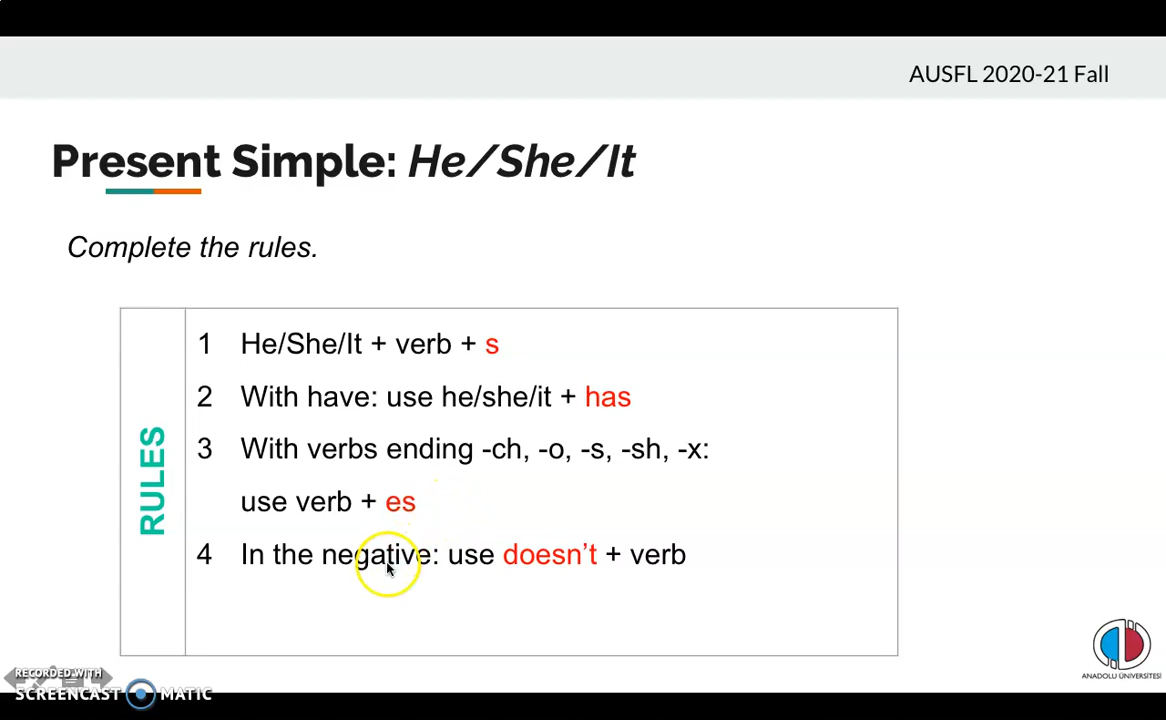 AUSFL 2020-21 Fall
Present Simple: He/She/It
Complete the rules.
RULES
1 He/She/It + verb + s
2 With have: use he/she/it + has
3 With verbs ending -ch, -o, -s, -sh, -x:
use verb + es
4 In the negative: use doesn't + verb
ANADOLU ÜNİVERSİTESİ
RECORDED WITH
SCREENCAST MATIC